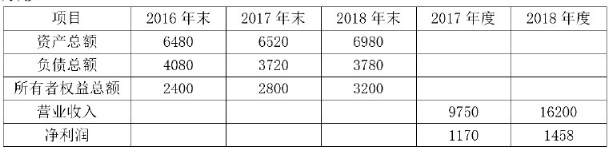 项目 2016 年末 2017 年末 2018 年末 2017 年度 2018 年度
资产总额 6480 6520 6980
负债总额 4080 3720 3780
所有者权益总额 2400 2800 3200
营业收入 9750 16200
净利润 1170 1458